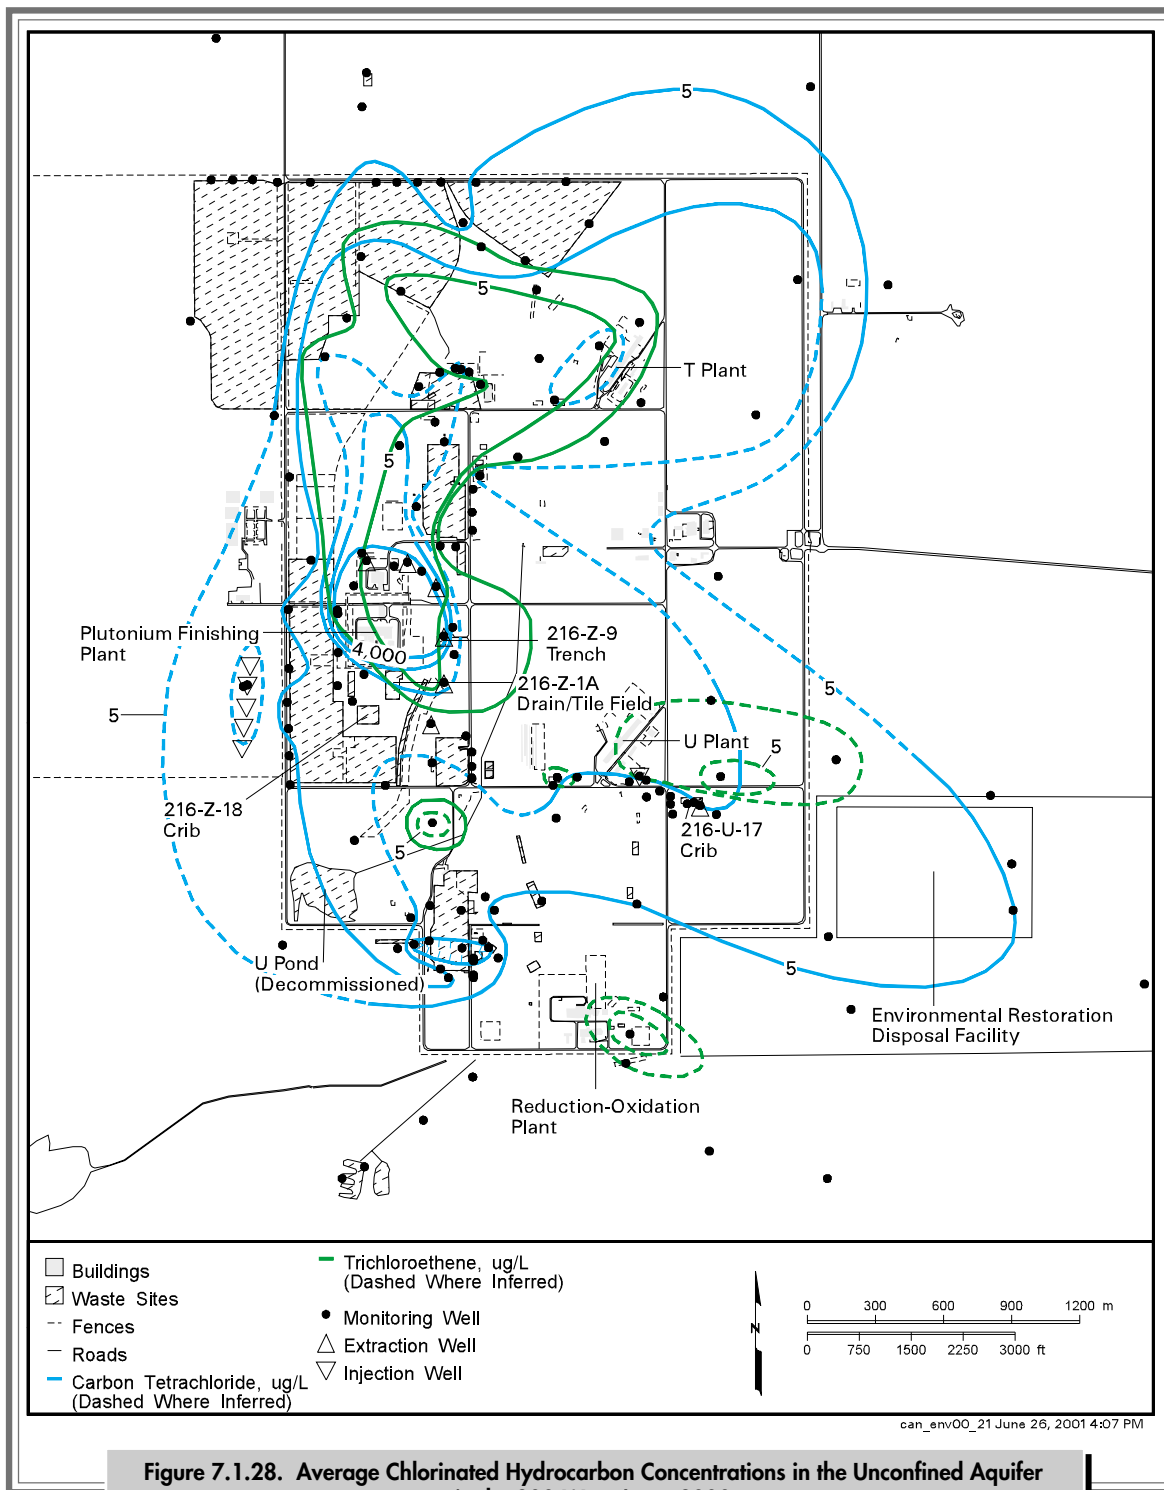 5
5
T Plant
5
Plutonium Finishing
Plant
216-Z-9
Trench
4,000
216-Z-1A
Drain/Tile Field
5
5
U Plant
5
216-Z-18
Crib
216-U-17
Crib
5
U Pond
(Decommissioned)
5
Environmental Restoration
Disposal Facility
Reduction-Oxidation
Plant
Buildings
Waste Sites
Fences
Roads
Carbon Tetrachloride, ug/L
(Dashed Where Inferred)
Trichloroethene, ug/L
(Dashed Where Inferred)
Monitoring Well
Extraction Well
Injection Well
N
0 300 600 900 1200 m
0 750 1500 2250 3000 ft
can_env00_21 June 26, 2001 4:07 PM
Figure 7.1.28. Average Chlorinated Hydrocarbon Concentrations in the Unconfined Aquifer